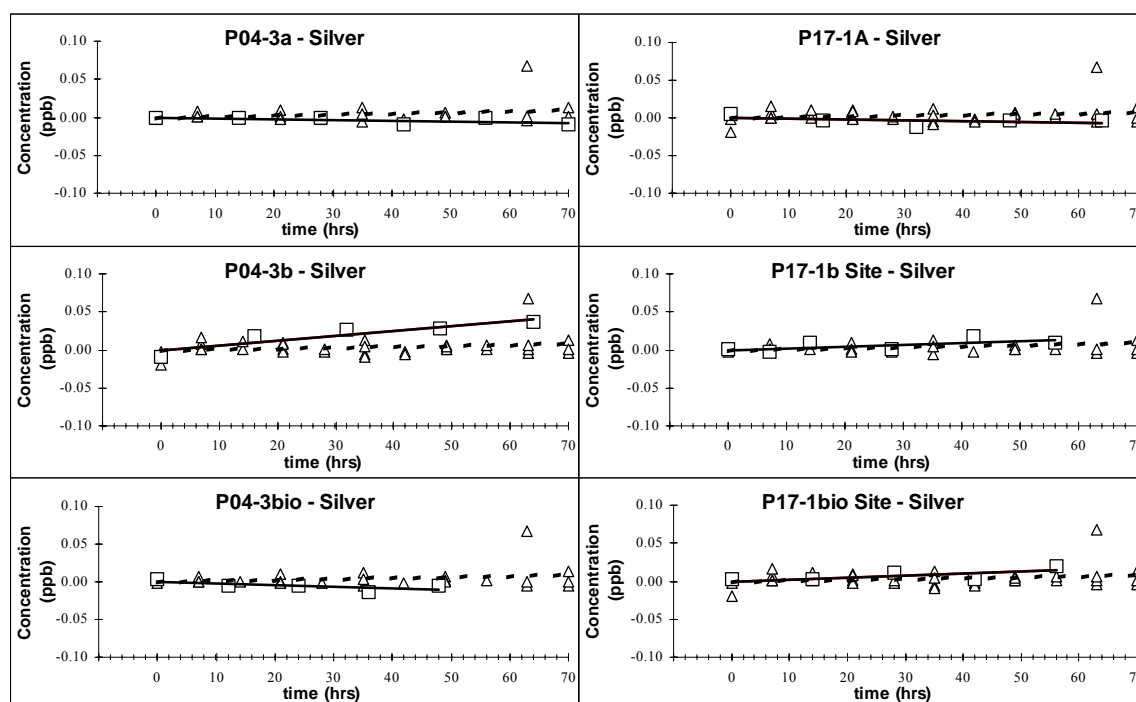 P04-3a - Silver
Concentration
(ppb)
0.10
0.05
0.00
-0.05
-0.10
0 10 20 30 40 50 60 70
time (hrs)
P17-1A - Silver
Concentration
(ppb)
0.10
0.05
0.00
-0.05
-0.10
0 10 20 30 40 50 60 70
time (hrs)
P04-3b - Silver
Concentration
(ppb)
0.10
0.05
0.00
-0.05
-0.10
0 10 20 30 40 50 60 70
time (hrs)
P17-1b Site - Silver
Concentration
(ppb)
0.10
0.05
0.00
-0.05
-0.10
0 10 20 30 40 50 60 70
time (hrs)
P04-3bio - Silver
Concentration
(ppb)
0.10
0.05
0.00
-0.05
-0.10
0 10 20 30 40 50 60 70
time (hrs)
P17-1bio Site - Silver
Concentration
(ppb)
0.10
0.05
0.00
-0.05
-0.10
0 10 20 30 40 50 60 70
time (hrs)